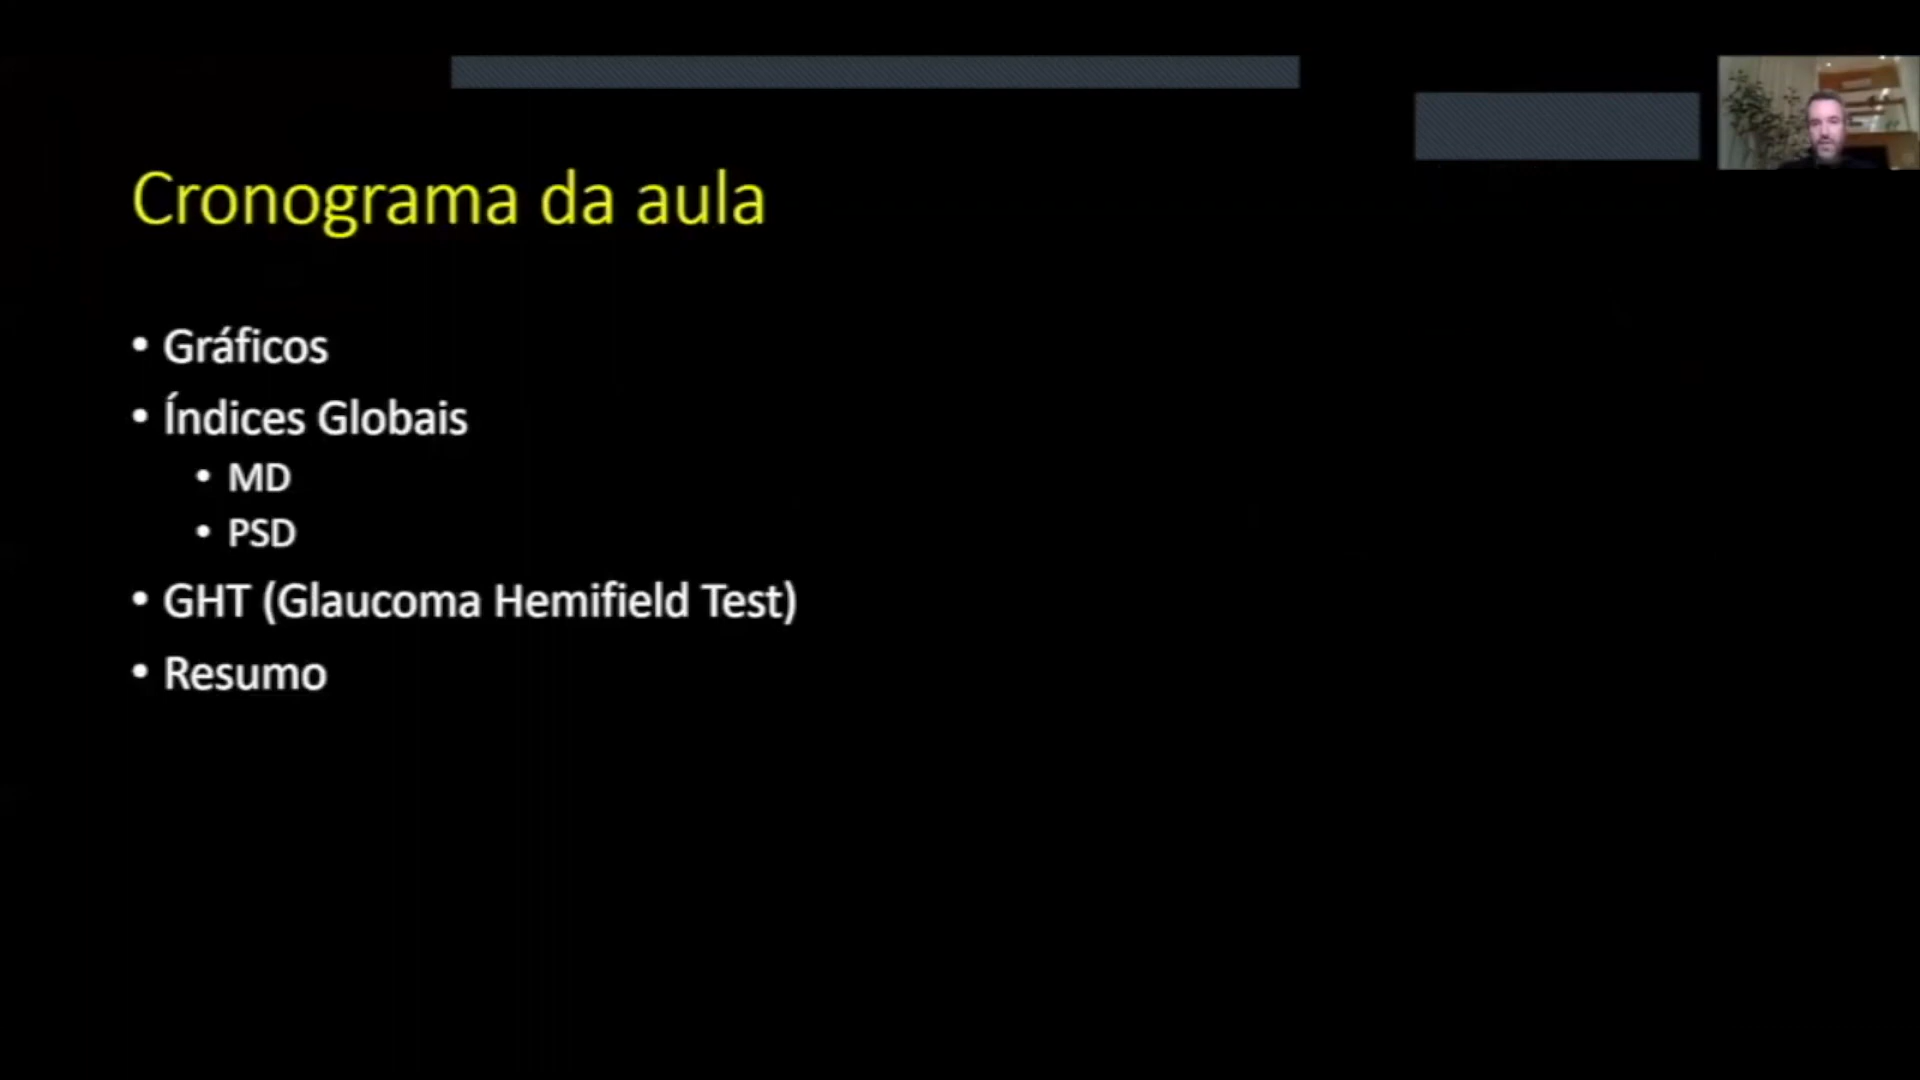 Cronograma da aula
• Gráficos
• Índices Globais
• MD
• PSD
• GHT (Glaucoma Hemifield Test)
• Resumo